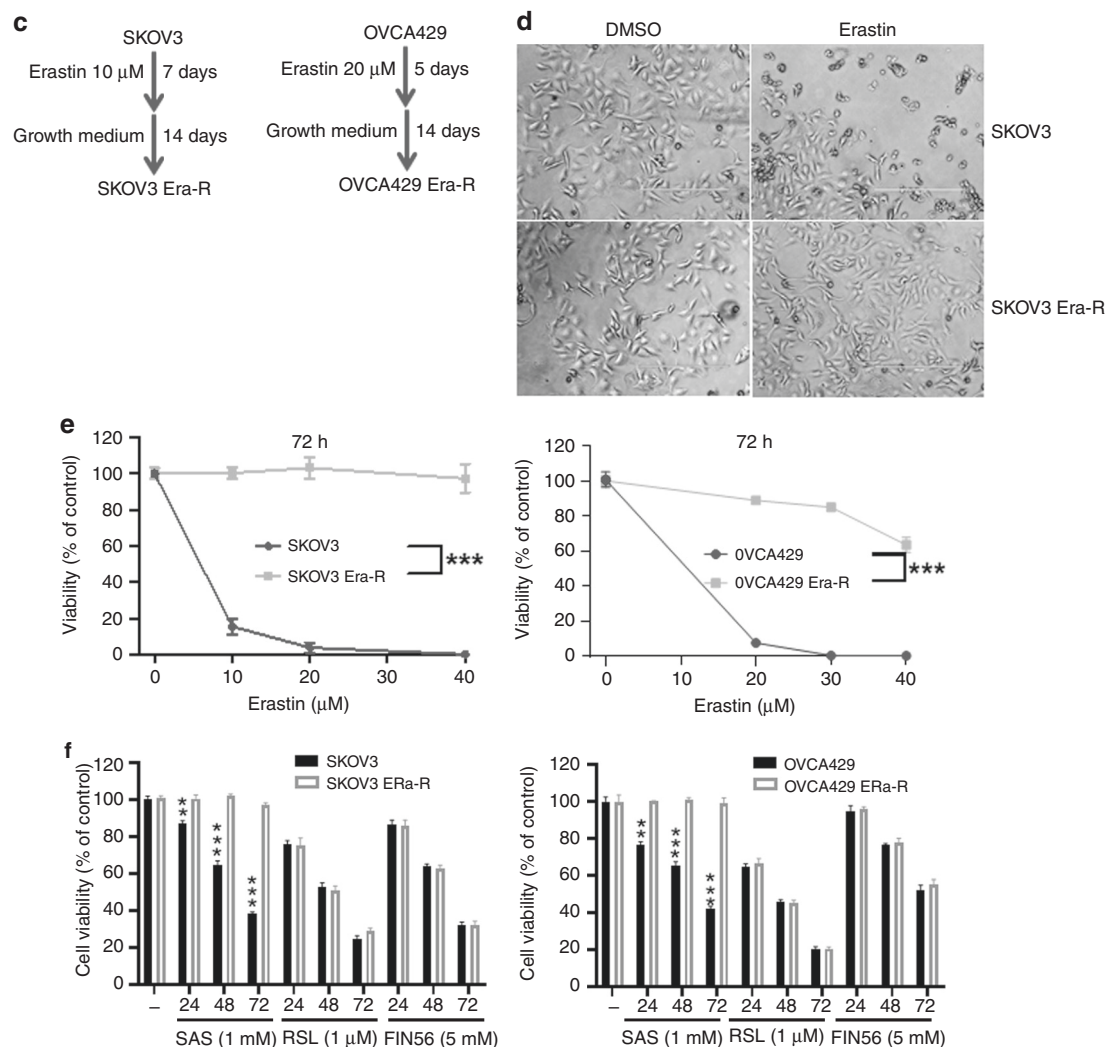 c
SKOV3
Erastin 10 μM 7 days
Growth medium 14 days
SKOV3 Era-R
OVCA429
Erastin 20 μM 5 days
Growth medium 14 days
OVCA429 Era-R
d
DMSO Erastin
SKOV3
SKOV3 Era-R
e
72 h
Viability (% of control)
120
100
80
60
40
20
0
SKOV3
SKOV3 Era-R
***
0 10 20 30 40
Erastin (μM)
72 h
Viability (% of control)
120
100
80
60
40
20
0
0VCA429
0VCA429 Era-R
***
0 10 20 30 40
Erastin (μM)
f
Cell viability (% of control)
120
100
80
60
40
20
0
SKOV3
SKOV3 ERa-R
**
***
***
– 24 48 72 24 48 72 24 48 72
SAS (1 mM) RSL (1 μM) FIN56 (5 mM)
Cell viability (% of control)
120
100
80
60
40
20
0
OVCA429
OVCA429 ERa-R
**
***
***
– 24 48 72 24 48 72 24 48 72
SAS (1 mM) RSL (1 μM) FIN56 (5 mM)